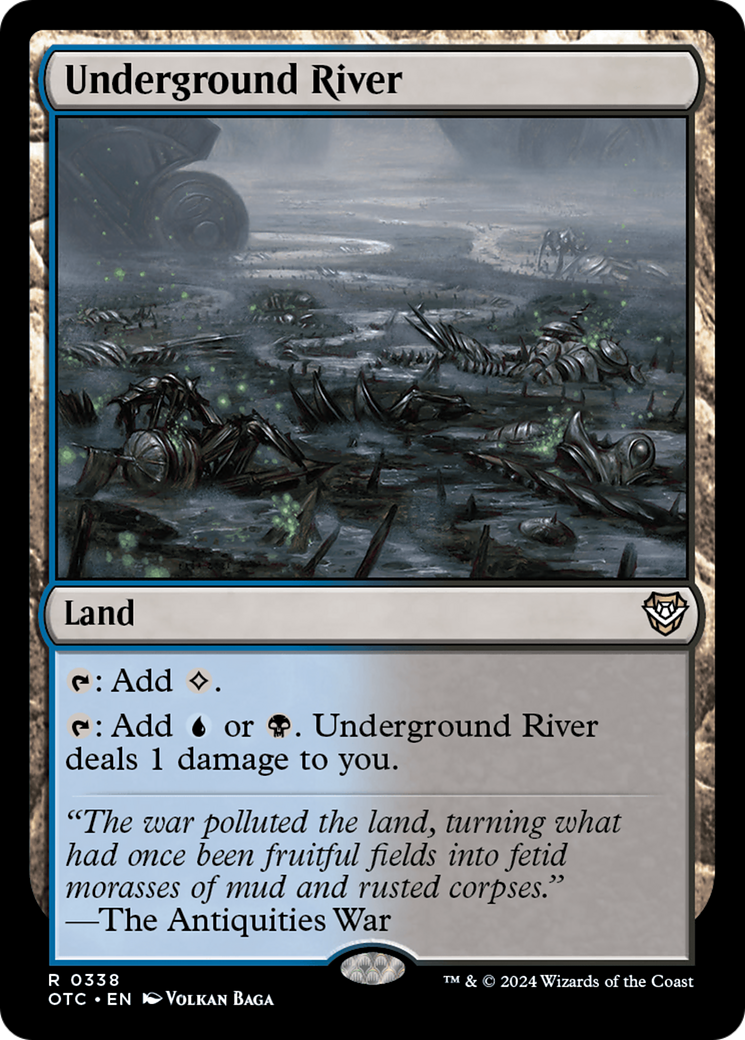 Underground River
Land
: Add .
: Add or . Underground River
deals 1 damage to you.
“The war polluted the land, turning what
had once been fruitful fields into fetid
morasses of mud and rusted corpses.”
—The Antiquities War
R 0338
OTC • EN Volkan Baga
™ & © 2024 Wizards of the Coast